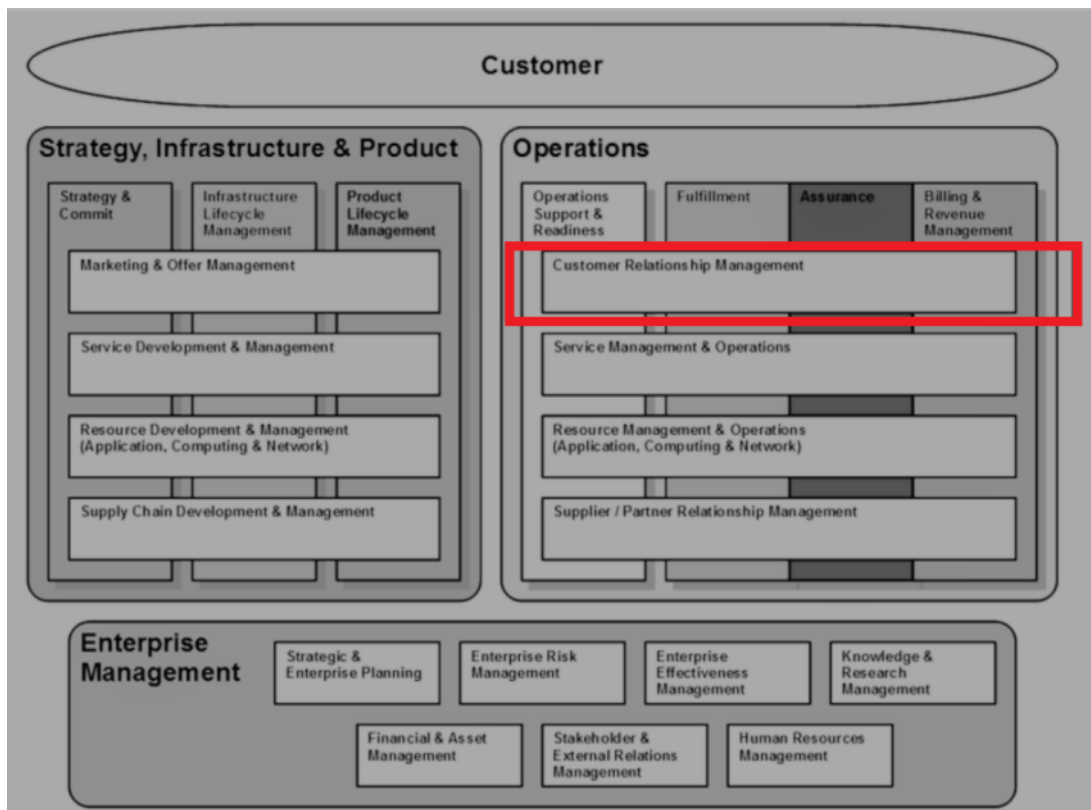 Customer
Strategy, Infrastructure & Product
Strategy &
Commit
Infrastructure
Lifecycle
Management
Product
Lifecycle
Management
Marketing & Offer Management
Service Development & Management
Resource Development & Management
(Application, Computing & Network)
Supply Chain Development & Management
Operations
Operations
Support &
Readiness
Fulfillment
Assurance
Billing &
Revenue
Management
Customer Relationship Management
Service Management & Operations
Resource Management & Operations
(Application, Computing & Network)
Supplier / Partner Relationship Management
Enterprise
Management
Strategic &
Enterprise Planning
Enterprise Risk
Management
Enterprise
Effectiveness
Management
Knowledge &
Research
Management
Financial & Asset
Management
Stakeholder &
External Relations
Management
Human Resources
Management